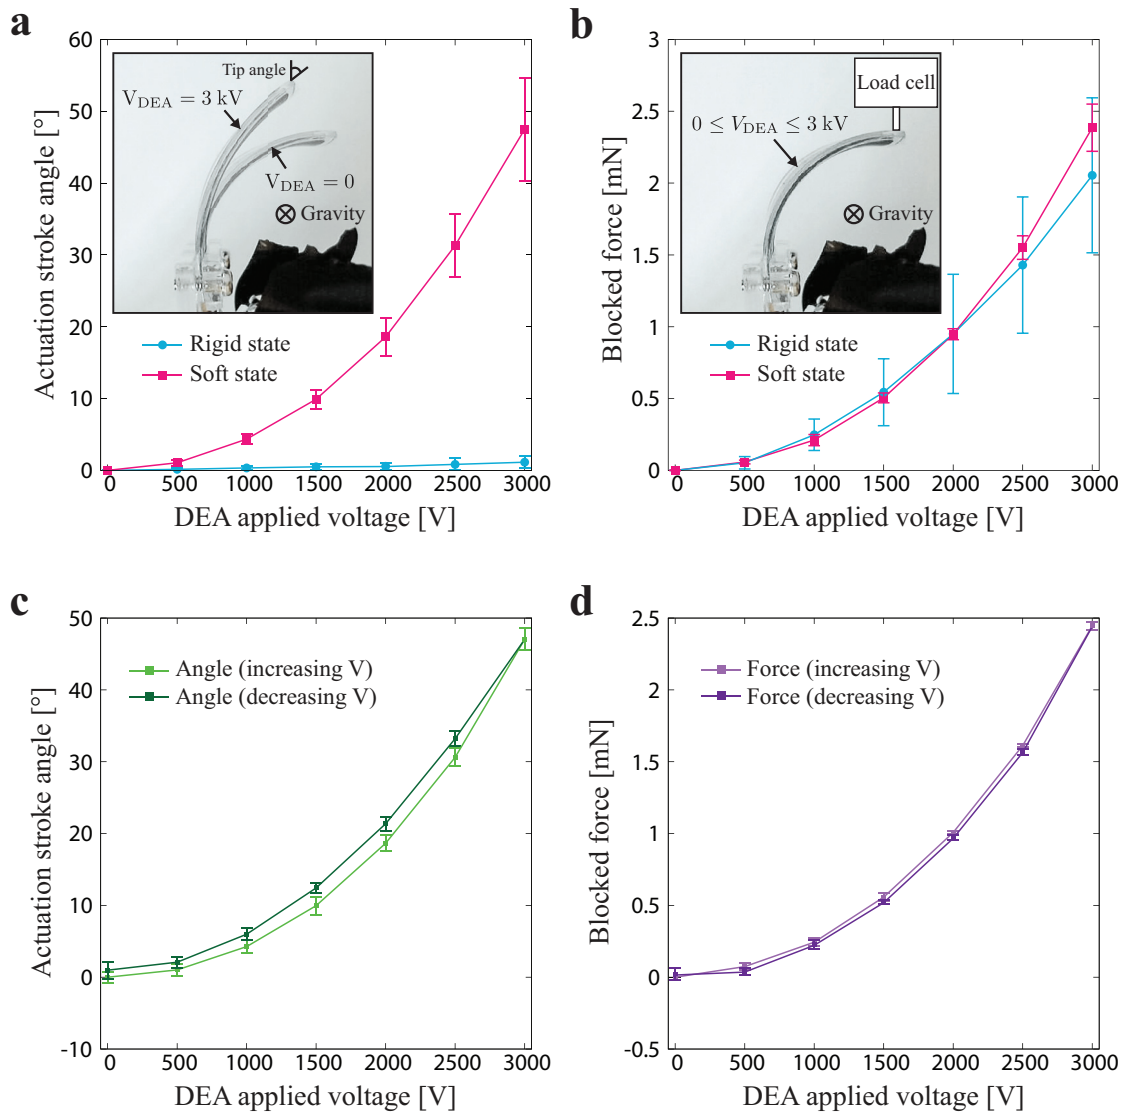 a
60
50
40
30
20
10
0
Actuation stroke angle [°]
Tip angle
V_DEA = 3 kV
V_DEA = 0
⊗ Gravity
Rigid state
Soft state
0 500 1000 1500 2000 2500 3000
DEA applied voltage [V]
b
3
2.5
2
1.5
1
0.5
0
Blocked force [mN]
Load cell
0 ≤ V_DEA ≤ 3 kV
⊗ Gravity
Rigid state
Soft state
0 500 1000 1500 2000 2500 3000
DEA applied voltage [V]
c
50
40
30
20
10
0
-10
Actuation stroke angle [°]
Angle (increasing V)
Angle (decreasing V)
0 500 1000 1500 2000 2500 3000
DEA applied voltage [V]
d
2.5
2
1.5
1
0.5
0
-0.5
Blocked force [mN]
Force (increasing V)
Force (decreasing V)
0 500 1000 1500 2000 2500 3000
DEA applied voltage [V]